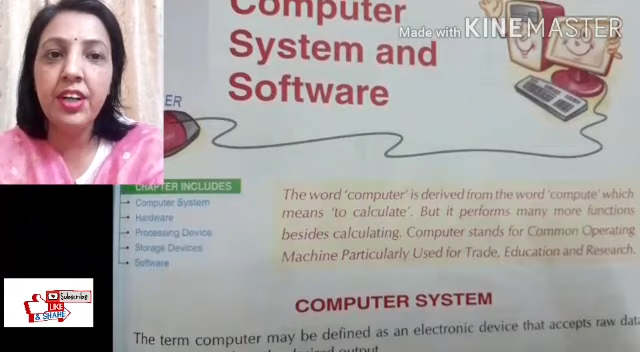 Computer
System and
Software
Made with KINEMASTER
ER
CHAPTER INCLUDES
Computer System
Hardware
Processing Device
Storage Devices
Software
The word 'computer' is derived from the word 'compute' which
means 'to calculate'. But it performs many more functions
besides calculating. Computer stands for Common Operating
Machine Particularly Used for Trade, Education and Research.
COMPUTER SYSTEM
The term computer may be defined as an electronic device that accepts raw data
desired output.
Subscribe
LIKE
& SHARE